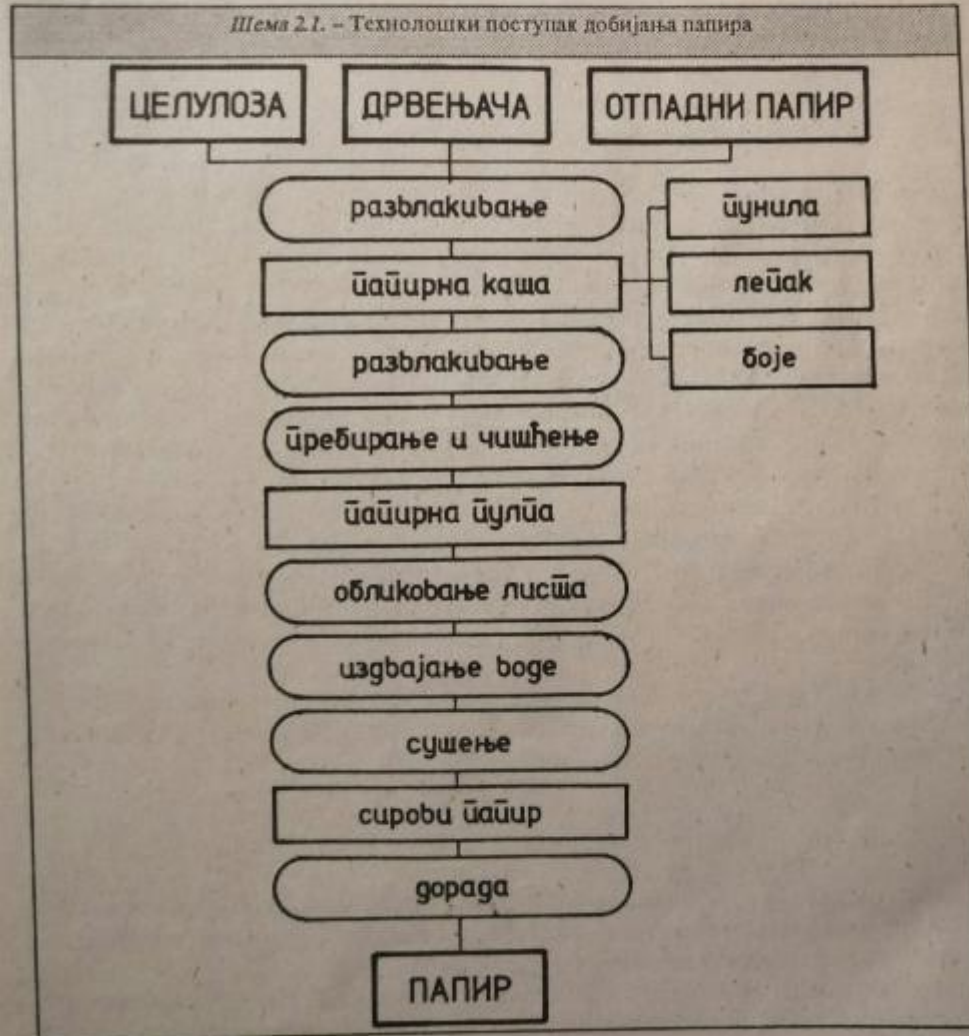 Шема 2.1. – Технолошки поступак добијања папира
ЦЕЛУЛОЗА
ДРВЕЊАЧА
ОТПАДНИ ПАПИР
развлакивање
пунила
папирна каша
лепак
развлакивање
боје
пребирање и чишћење
папирна пулпа
обликовање листа
издвајање воде
сушење
сирови папир
дорада
ПАПИР